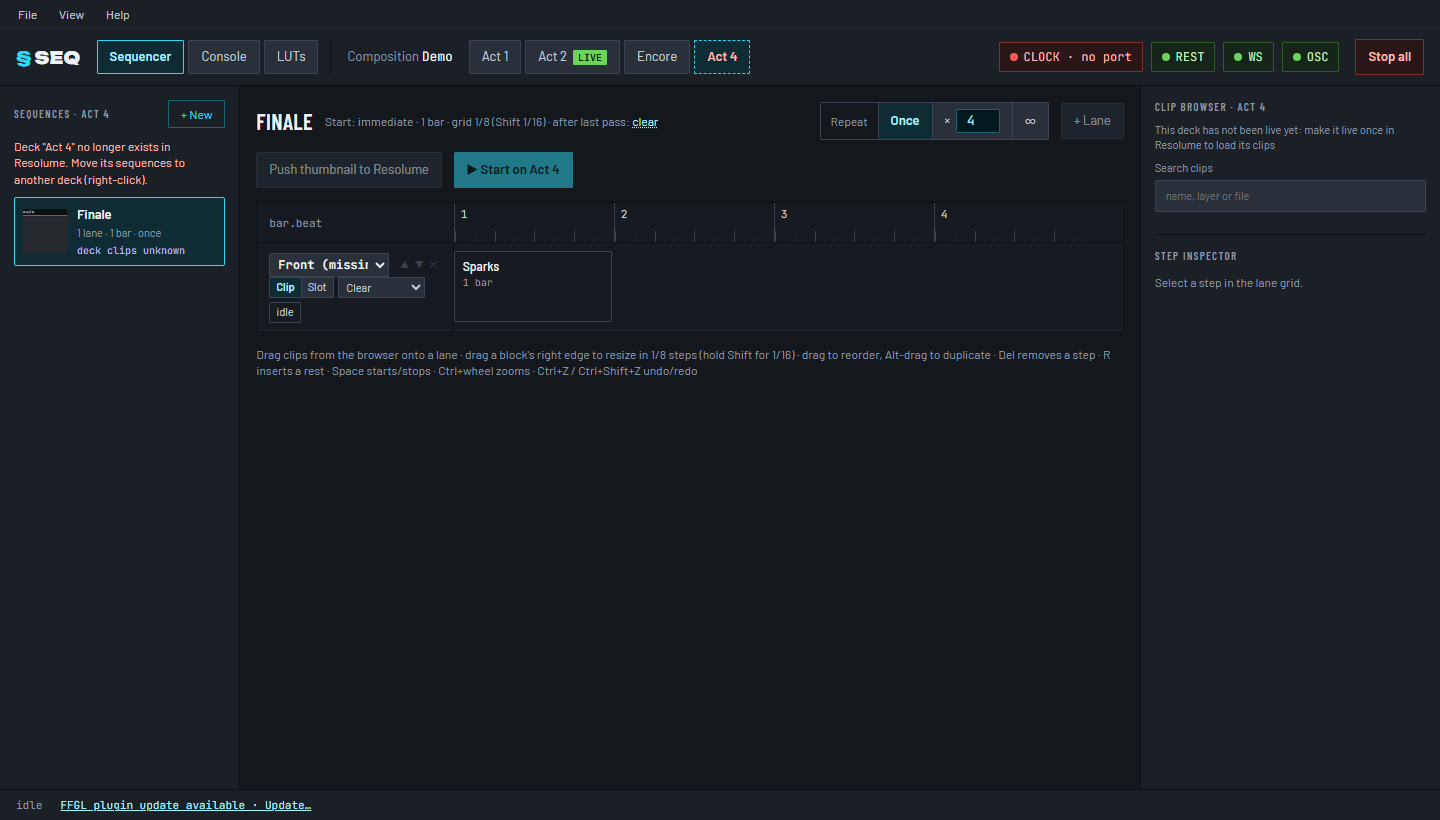 File View Help
§ SEQ Sequencer Console LUTs Composition Demo Act 1 Act 2 LIVE Encore Act 4 CLOCK · no port REST WS OSC Stop all
SEQUENCES · ACT 4 + New
Deck "Act 4" no longer exists in
Resolume. Move its sequences to
another deck (right-click).
Finale
1 lane · 1 bar · once
deck clips unknown
FINALE Start: immediate · 1 bar · grid 1/8 (Shift 1/16) · after last pass: clear Repeat Once × 4 ∞ + Lane
Push thumbnail to Resolume ▶ Start on Act 4
bar.beat 1 2 3 4
Front (missin ▲ ▼ ×
Clip Slot Clear
idle
Sparks
1 bar
Drag clips from the browser onto a lane · drag a block's right edge to resize in 1/8 steps (hold Shift for 1/16) · drag to reorder, Alt-drag to duplicate · Del removes a step · R
inserts a rest · Space starts/stops · Ctrl+wheel zooms · Ctrl+Z / Ctrl+Shift+Z undo/redo
CLIP BROWSER · ACT 4
This deck has not been live yet: make it live once in
Resolume to load its clips
Search clips
name, layer or file
STEP INSPECTOR
Select a step in the lane grid.
idle FFGL plugin update available · Update…